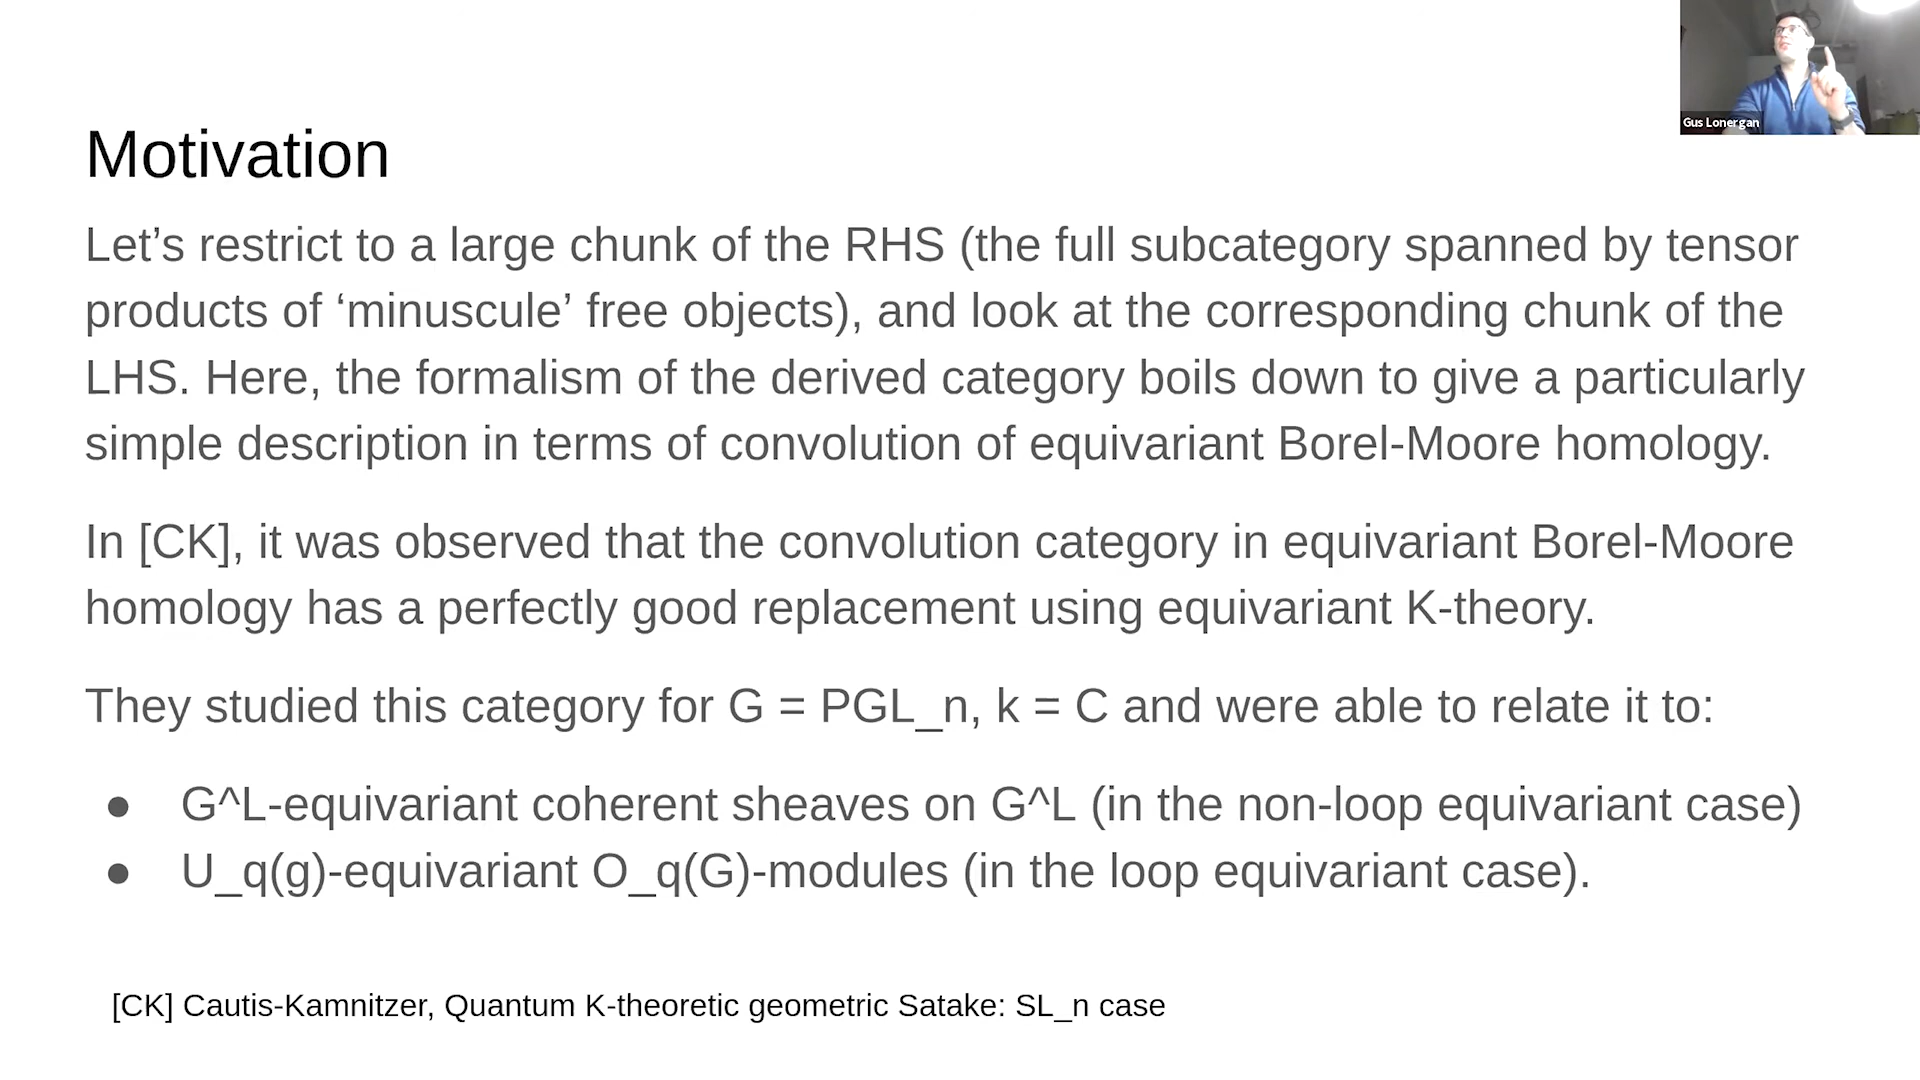 Gus Lonergan
Motivation
Let’s restrict to a large chunk of the RHS (the full subcategory spanned by tensor
products of ‘minuscule’ free objects), and look at the corresponding chunk of the
LHS. Here, the formalism of the derived category boils down to give a particularly
simple description in terms of convolution of equivariant Borel-Moore homology.
In [CK], it was observed that the convolution category in equivariant Borel-Moore
homology has a perfectly good replacement using equivariant K-theory.
They studied this category for G = PGL_n, k = C and were able to relate it to:
● G^L-equivariant coherent sheaves on G^L (in the non-loop equivariant case)
● U_q(g)-equivariant O_q(G)-modules (in the loop equivariant case).
[CK] Cautis-Kamnitzer, Quantum K-theoretic geometric Satake: SL_n case